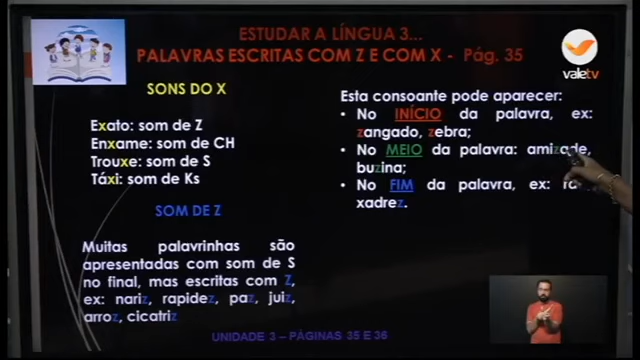 ESTUDAR A LÍNGUA 3...
PALAVRAS ESCRITAS COM Z E COM X - Pág. 35
valetv
SONS DO X
Exato: som de Z
Enxame: som de CH
Trouxe: som de S
Táxi: som de Ks
SOM DE Z
Muitas palavrinhas são
apresentadas com som de S
no final, mas escritas com Z,
ex: nariz, rapidez, paz, juiz,
arroz, cicatriz
Esta consoante pode aparecer:
• No INÍCIO da palavra, ex:
zangado, zebra;
• No MEIO da palavra: amizade,
buzina;
• No FIM da palavra, ex:
xadrez.
UNIDADE 3 – PÁGINAS 35 E 36